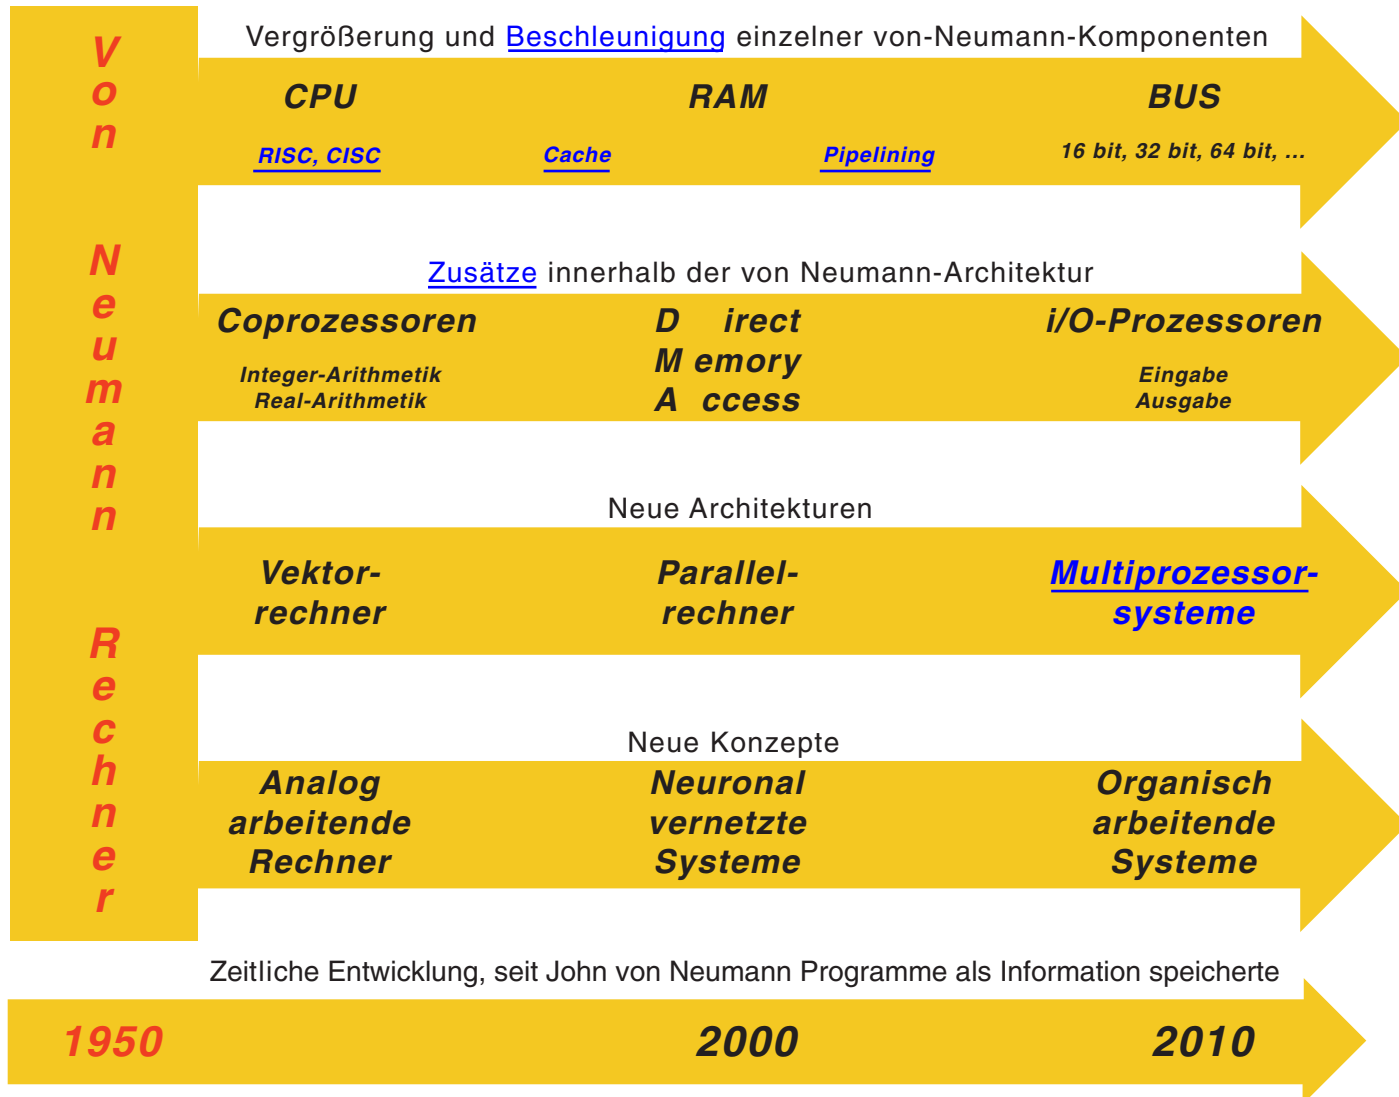 Von Neumann Rechner
Vergrößerung und Beschleunigung einzelner von-Neumann-Komponenten
CPU RAM BUS
RISC, CISC Cache Pipelining 16 bit, 32 bit, 64 bit, ...
Zusätze innerhalb der von Neumann-Architektur
Coprozessoren D irect i/O-Prozessoren
Integer-Arithmetik M emory Eingabe
Real-Arithmetik A ccess Ausgabe
Neue Architekturen
Vektor- Parallel- Multiprozessor-
rechner rechner systeme
Neue Konzepte
Analog Neuronal Organisch
arbeitende vernetzte arbeitende
Rechner Systeme Systeme
Zeitliche Entwicklung, seit John von Neumann Programme als Information speicherte
1950 2000 2010